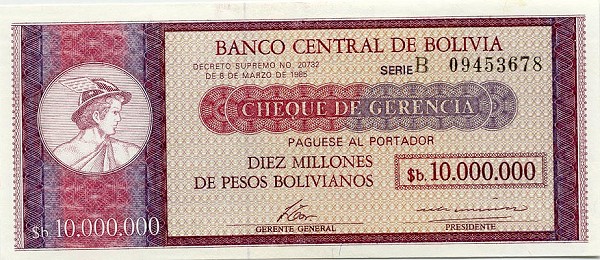 BANCO CENTRAL DE BOLIVIA
DECRETO SUPREMO NO. 20732
DE 8 DE MARZO DE 1985
SERIE B 09453678
CHEQUE DE GERENCIA
PAGUESE AL PORTADOR
DIEZ MILLONES
DE PESOS BOLIVIANOS
$b. 10.000.000
$b. 10.000.000
GERENTE GENERAL
PRESIDENTE